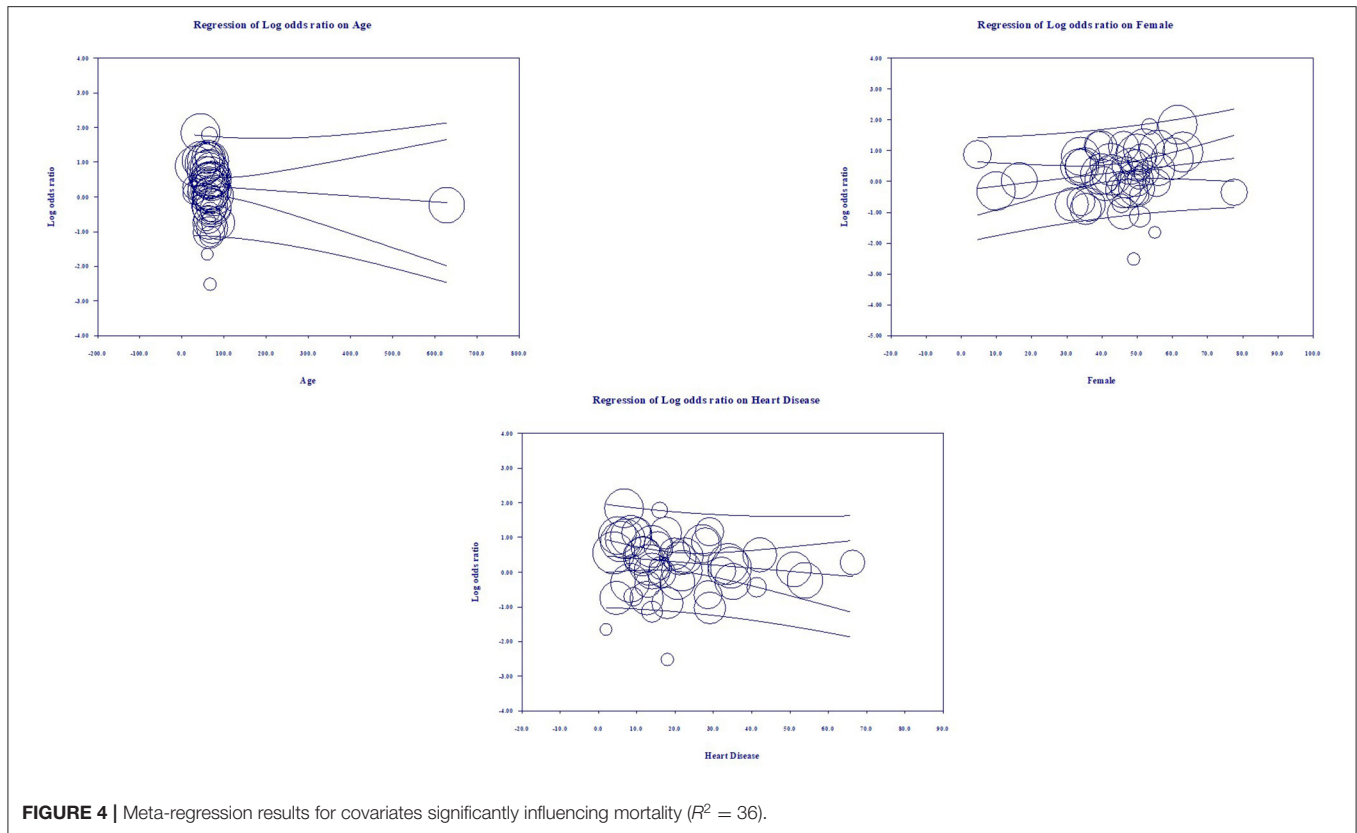 Regression of Log odds ratio on Age
4.00
3.00
2.00
1.00
0.00
-1.00
-2.00
-3.00
-4.00
Log odds ratio
-200.0 -100.0 0.0 100.0 200.0 300.0 400.0 500.0 600.0 700.0 800.0
Age
Regression of Log odds ratio on Female
4.00
3.00
2.00
1.00
0.00
-1.00
-2.00
-3.00
-4.00
-5.00
Log odds ratio
-20.0 -10.0 0.0 10.0 20.0 30.0 40.0 50.0 60.0 70.0 80.0 90.0 100.0
Female
Regression of Log odds ratio on Heart Disease
4.00
3.00
2.00
1.00
0.00
-1.00
-2.00
-3.00
-4.00
Log odds ratio
-20.0 -10.0 0.0 10.0 20.0 30.0 40.0 50.0 60.0 70.0 80.0 90.0
Heart Disease
FIGURE 4 | Meta-regression results for covariates significantly influencing mortality (R² = 36).